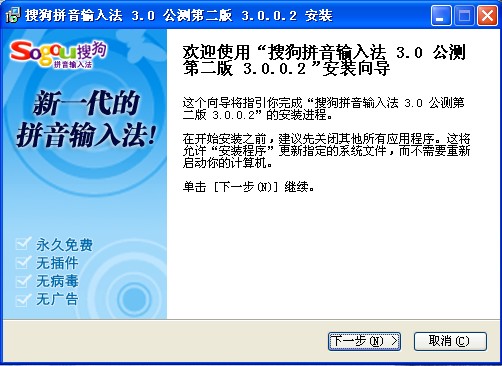 搜狗拼音输入法 3.0 公测第二版 3.0.0.2 安装
Sogou搜狗
拼音输入法
新一代的
拼音输入法!
永久免费
无插件
无病毒
无广告
欢迎使用“搜狗拼音输入法 3.0 公测
第二版 3.0.0.2”安装向导
这个向导将指引你完成“搜狗拼音输入法 3.0 公测第
二版 3.0.0.2”的安装进程。
在开始安装之前,建议先关闭其他所有应用程序。这将
允许“安装程序”更新指定的系统文件,而不需要重新
启动你的计算机。
单击 [下一步(N)] 继续。
下一步(N) >
取消(C)